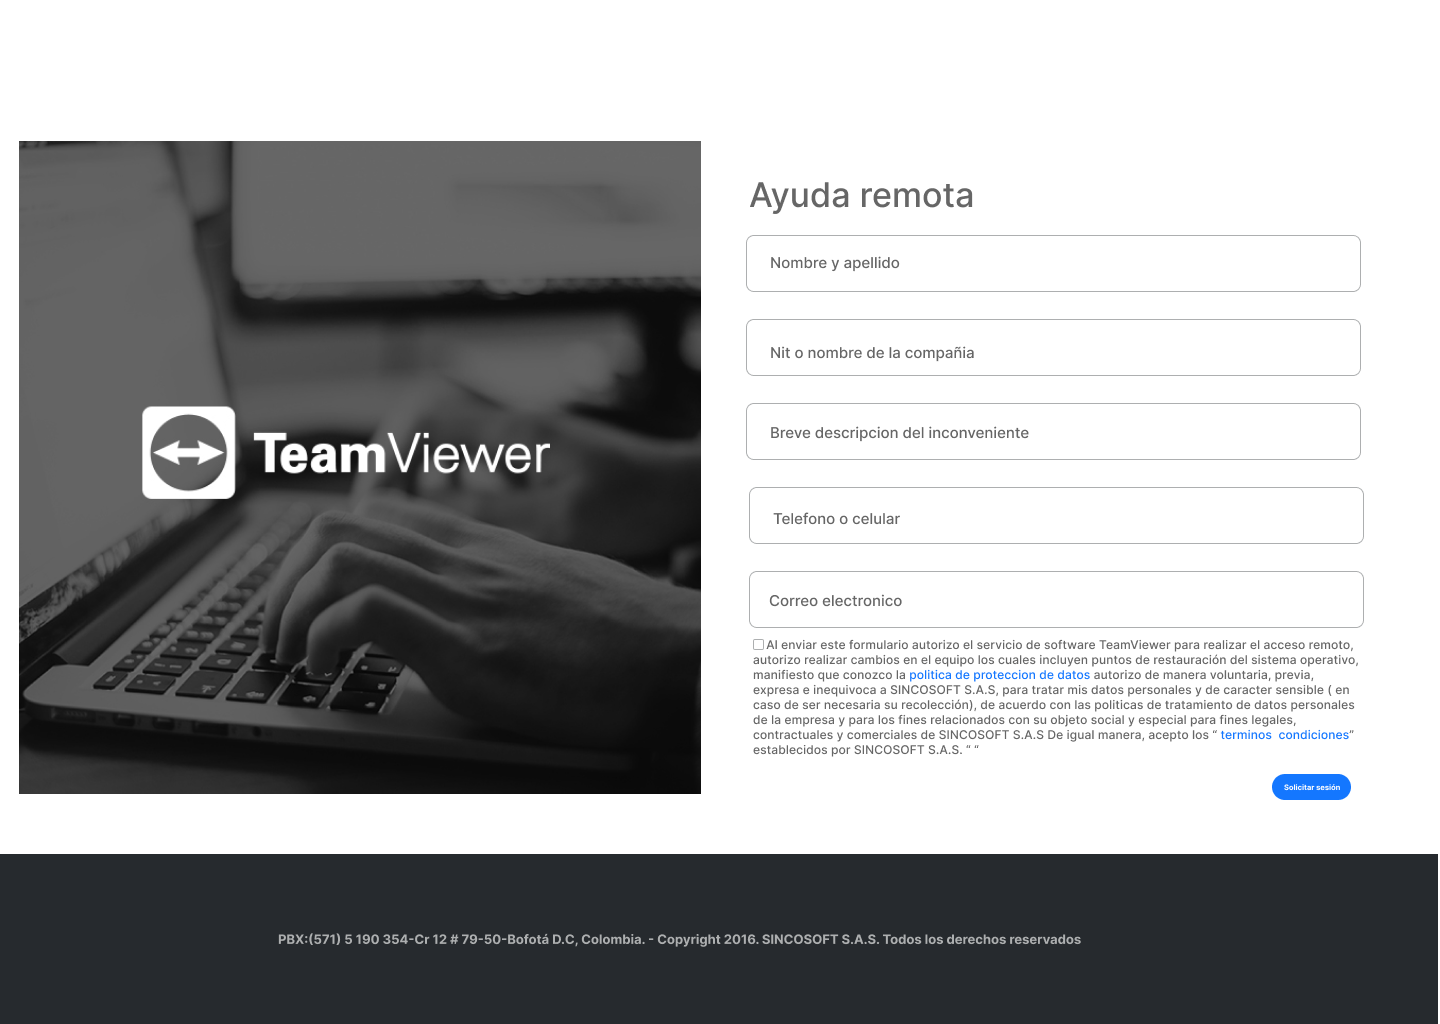 Ayuda remota
Nombre y apellido
Nit o nombre de la compañia
Breve descripcion del inconveniente
Telefono o celular
Correo electronico
TeamViewer
Al enviar este formulario autorizo el servicio de software TeamViewer para realizar el acceso remoto,
autorizo realizar cambios en el equipo los cuales incluyen puntos de restauración del sistema operativo,
manifiesto que conozco la politica de proteccion de datos autorizo de manera voluntaria, previa,
expresa e inequivoca a SINCOSOFT S.A.S, para tratar mis datos personales y de caracter sensible ( en
caso de ser necesaria su recolección), de acuerdo con las politicas de tratamiento de datos personales
de la empresa y para los fines relacionados con su objeto social y especial para fines legales,
contractuales y comerciales de SINCOSOFT S.A.S De igual manera, acepto los “ terminos  condiciones”
establecidos por SINCOSOFT S.A.S. ” “
Solicitar sesión
PBX:(571) 5 190 354-Cr 12 # 79-50-Bofotá D.C, Colombia. - Copyright 2016. SINCOSOFT S.A.S. Todos los derechos reservados